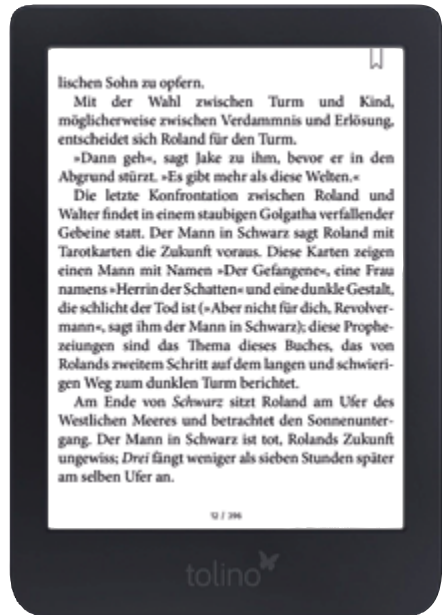 lischen Sohn zu opfern.
Mit der Wahl zwischen Turm und Kind,
möglicherweise zwischen Verdammnis und Erlösung,
entscheidet sich Roland für den Turm.
»Dann geh«, sagt Jake zu ihm, bevor er in den
Abgrund stürzt. »Es gibt mehr als diese Welten.«
Die letzte Konfrontation zwischen Roland und
Walter findet in einem staubigen Golgatha verfallender
Gebeine statt. Der Mann in Schwarz sagt Roland mit
Tarotkarten die Zukunft voraus. Diese Karten zeigen
einen Mann mit Namen »Der Gefangene«, eine Frau
namens »Herrin der Schatten« und eine dunkle Gestalt,
die schlicht der Tod ist (»Aber nicht für dich, Revolver-
mann«, sagt ihm der Mann in Schwarz); diese Prophe-
zeiungen sind das Thema dieses Buches, das von
Rolands zweitem Schritt auf dem langen und schwieri-
gen Weg zum dunklen Turm berichtet.
Am Ende von Schwarz sitzt Roland am Ufer des
Westlichen Meeres und betrachtet den Sonnenunter-
gang. Der Mann in Schwarz ist tot, Rolands Zukunft
ungewiss; Drei fängt weniger als sieben Stunden später
am selben Ufer an.
12 / 396
tolino